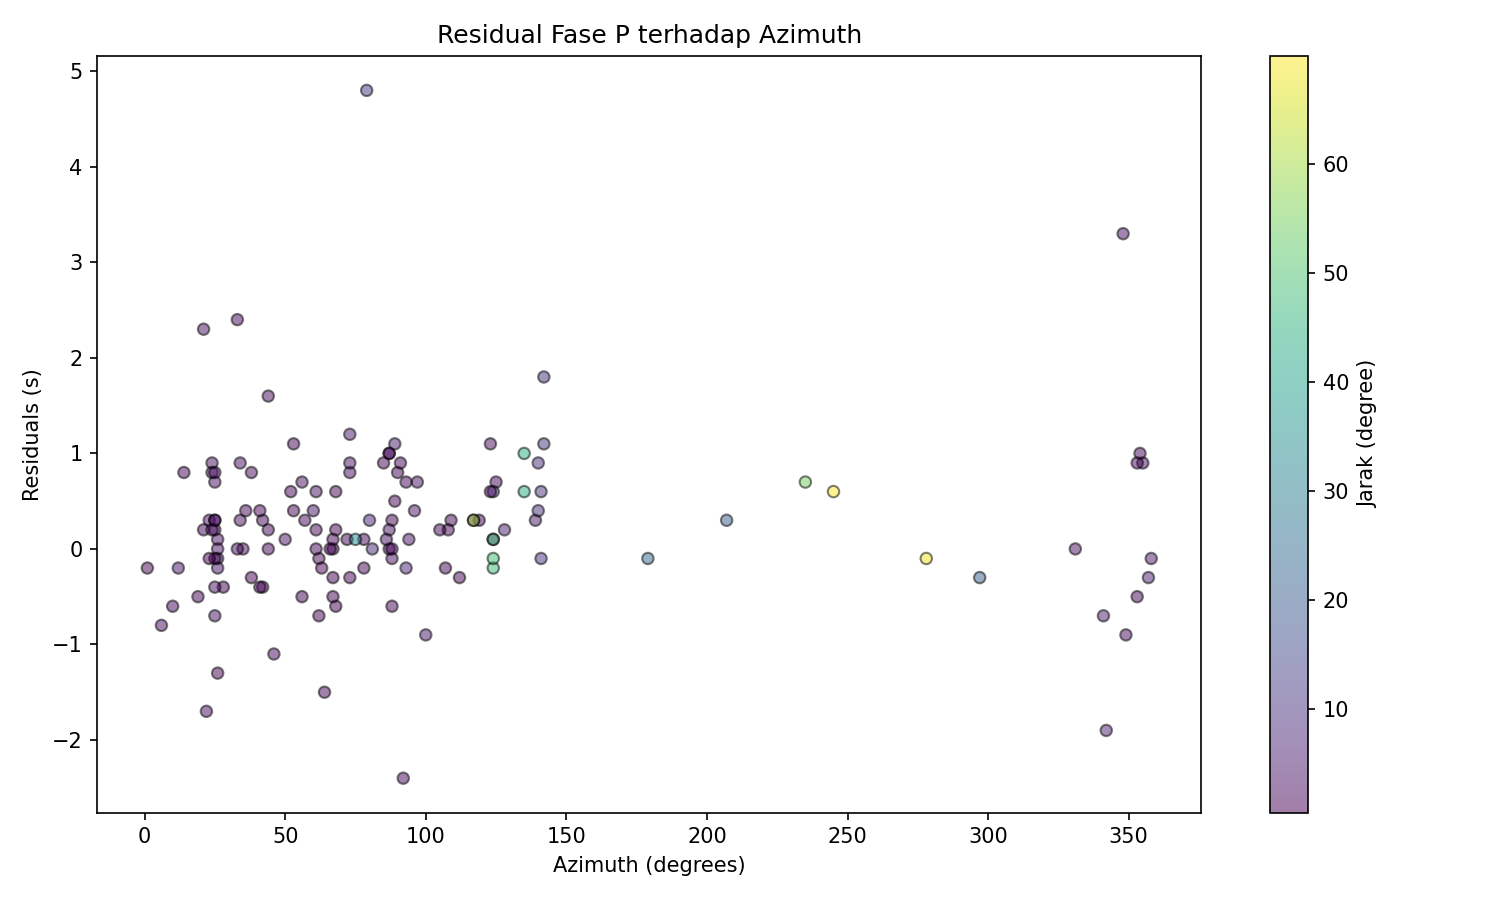 Residual Fase P terhadap Azimuth
Residuals (s)
5
4
3
2
1
0
−1
−2
0 50 100 150 200 250 300 350
Azimuth (degrees)
60
50
40
30
20
10
Jarak (degree)